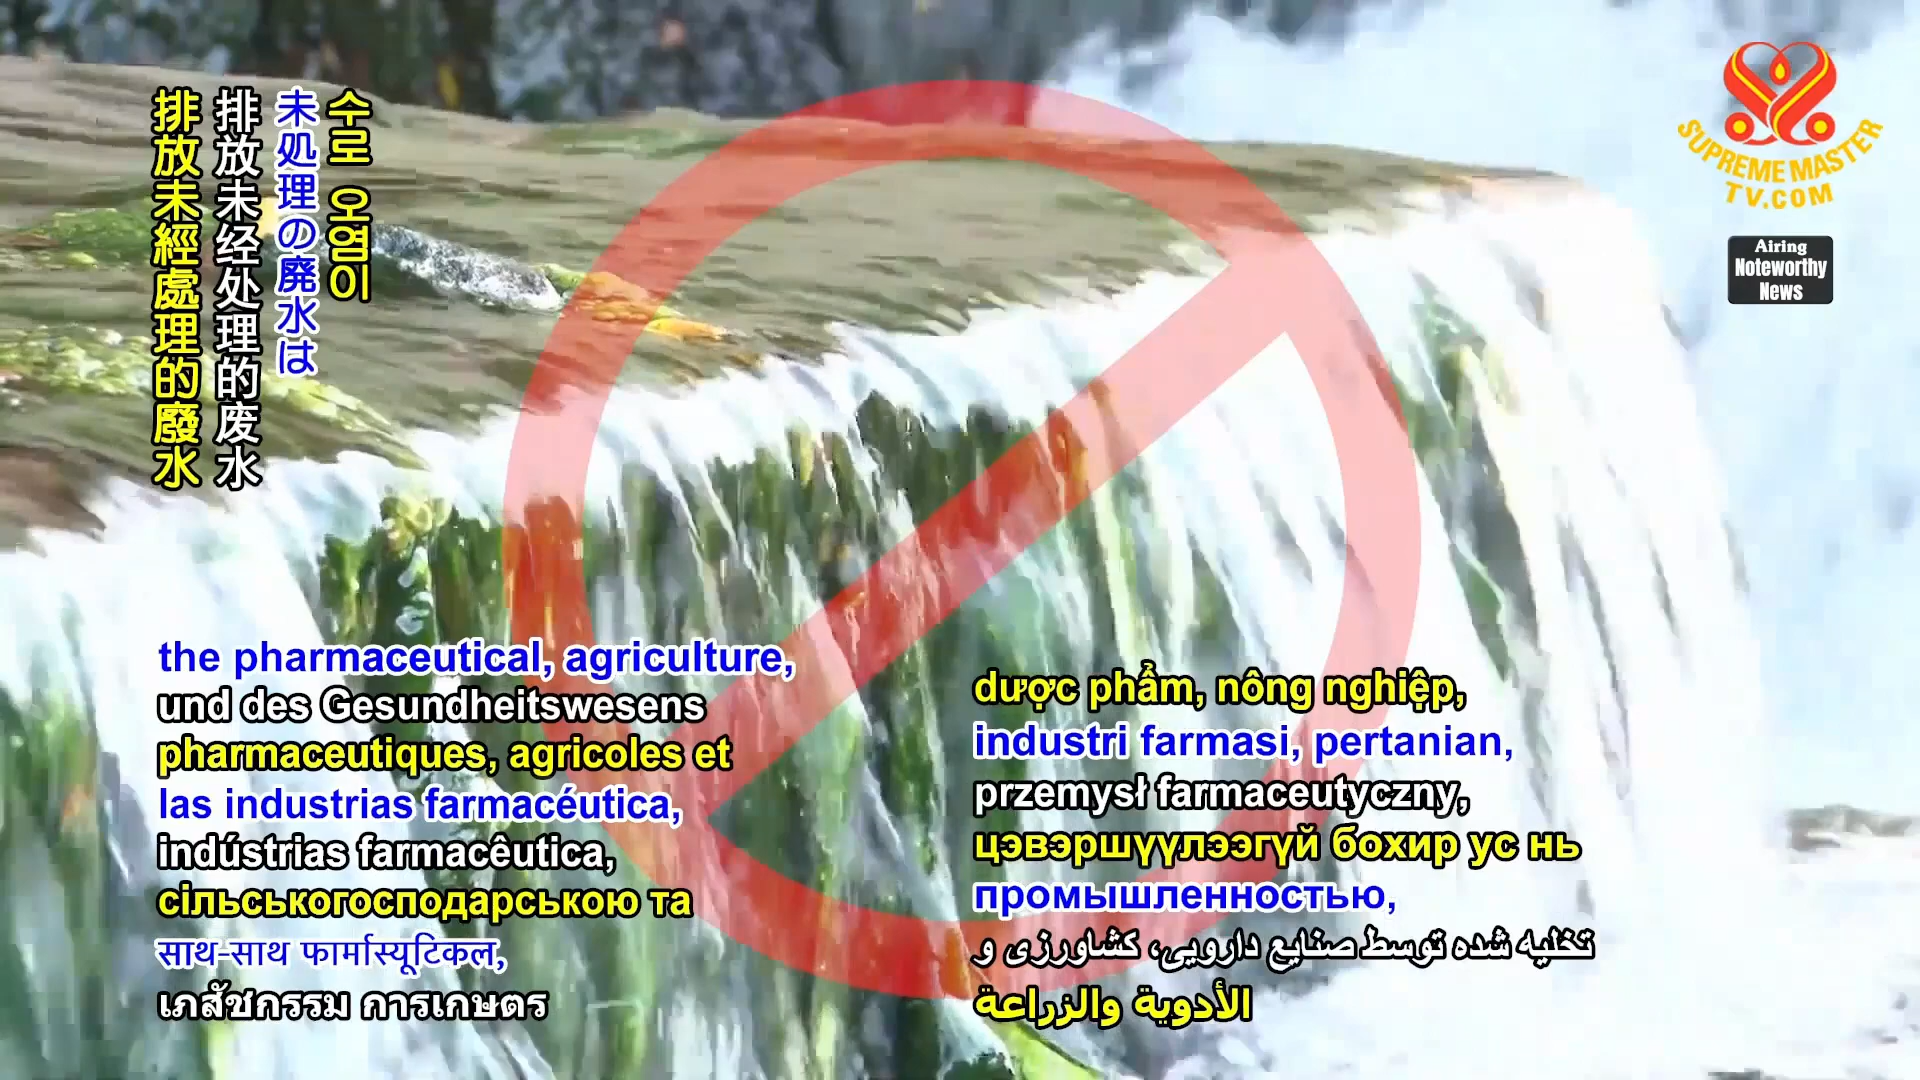 수로 오염이
未処理の廃水は
排放未经处理的废水
排放未經處理的廢水
SUPREME MASTER
TV.COM
Airing
Noteworthy
News
the pharmaceutical, agriculture,
und des Gesundheitswesens
pharmaceutiques, agricoles et
las industrias farmacéutica,
indústrias farmacêutica,
сільськогосподарською та
साथ-साथ फार्मास्यूटिकल,
เภสัชกรรม การเกษตร
dược phẩm, nông nghiệp,
industri farmasi, pertanian,
przemysł farmaceutyczny,
цэвэршүүлээгүй бохир ус нь
промышленностью,
تخلیه شده توسط صنایع دارویی، کشاورزی و
الأدوية والزراعة